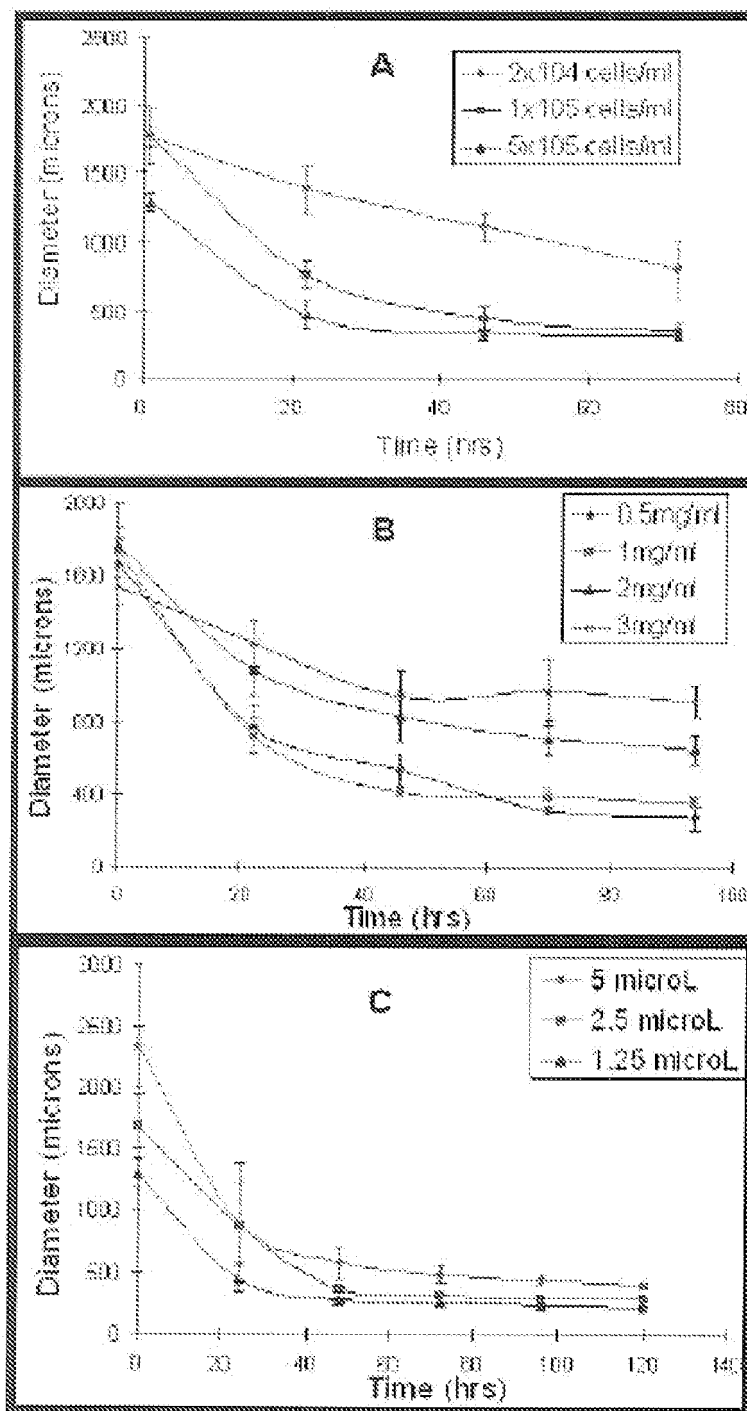 A
2500
2000
1500
1000
500
0
Diameter (microns)
2x104 cells/ml
1x105 cells/ml
5x105 cells/ml
0 20 40 60 80
Time (hrs)
B
2000
1600
1200
800
400
0
Diameter (microns)
0.5mg/ml
1mg/ml
2mg/ml
3mg/ml
0 20 40 60 80 100
Time (hrs)
C
3000
2500
2000
1500
1000
500
0
Diameter (microns)
5 microL
2.5 microL
1.25 microL
0 20 40 60 80 100 120 140
Time (hrs)